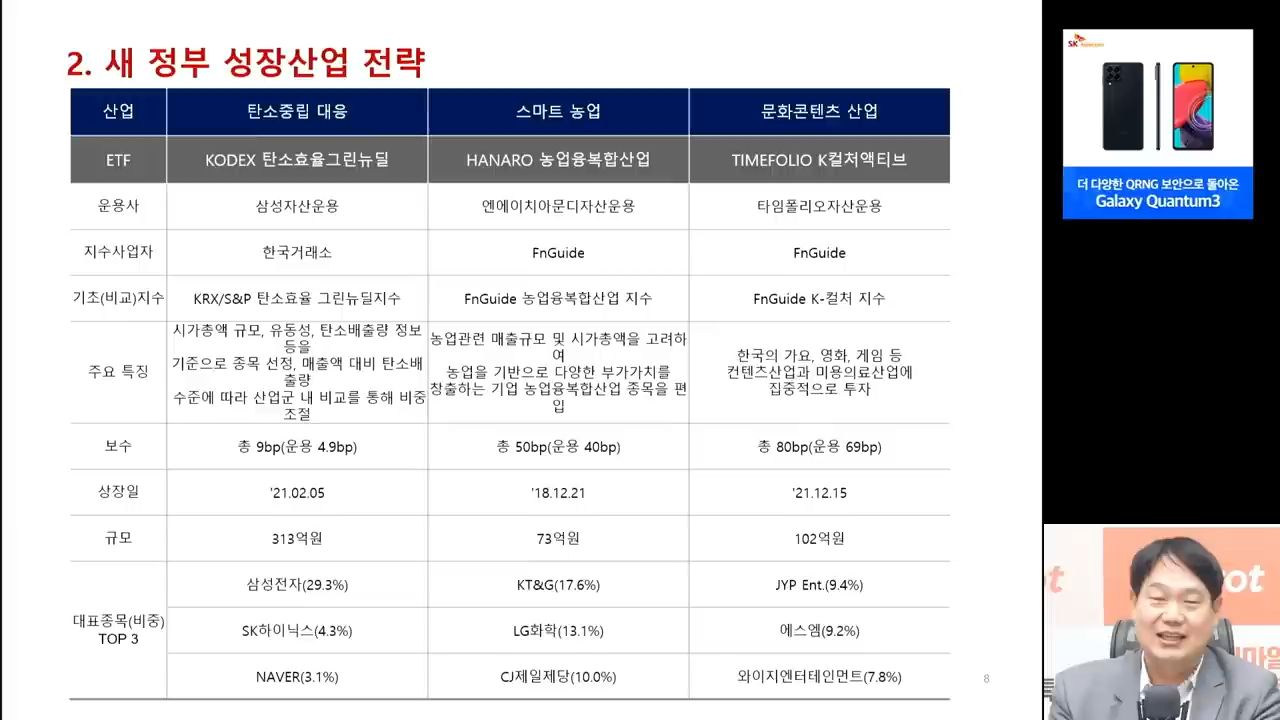 2. 새 정부 성장산업 전략
산업 탄소중립 대응 스마트 농업 문화콘텐츠 산업
ETF KODEX 탄소효율그린뉴딜 HANARO 농업융복합산업 TIMEFOLIO K컬처액티브
운용사 삼성자산운용 엔에이치아문디자산운용 타임폴리오자산운용
지수사업자 한국거래소 FnGuide FnGuide
기초(비교)지수 KRX/S&P 탄소효율 그린뉴딜지수 FnGuide 농업융복합산업 지수 FnGuide K-컬처 지수
주요 특징
시가총액 규모, 유동성, 탄소배출량 정보
등을
기준으로 종목 선정, 매출액 대비 탄소배
출량
수준에 따라 산업군 내 비교를 통해 비중
조절
농업관련 매출규모 및 시가총액을 고려하
여
농업을 기반으로 다양한 부가가치를
창출하는 기업 농업융복합산업 종목을 편
입
한국의 가요, 영화, 게임 등
컨텐츠산업과 미용의료산업에
집중적으로 투자
보수 총 9bp(운용 4.9bp) 총 50bp(운용 40bp) 총 80bp(운용 69bp)
상장일 '21.02.05 '18.12.21 '21.12.15
규모 313억원 73억원 102억원
대표종목(비중)
TOP 3
삼성전자(29.3%) KT&G(17.6%) JYP Ent.(9.4%)
SK하이닉스(4.3%) LG화학(13.1%) 에스엠(9.2%)
NAVER(3.1%) CJ제일제당(10.0%) 와이지엔터테인먼트(7.8%)
8
SK
더 다양한 QRNG 보안으로 돌아온
Galaxy Quantum3